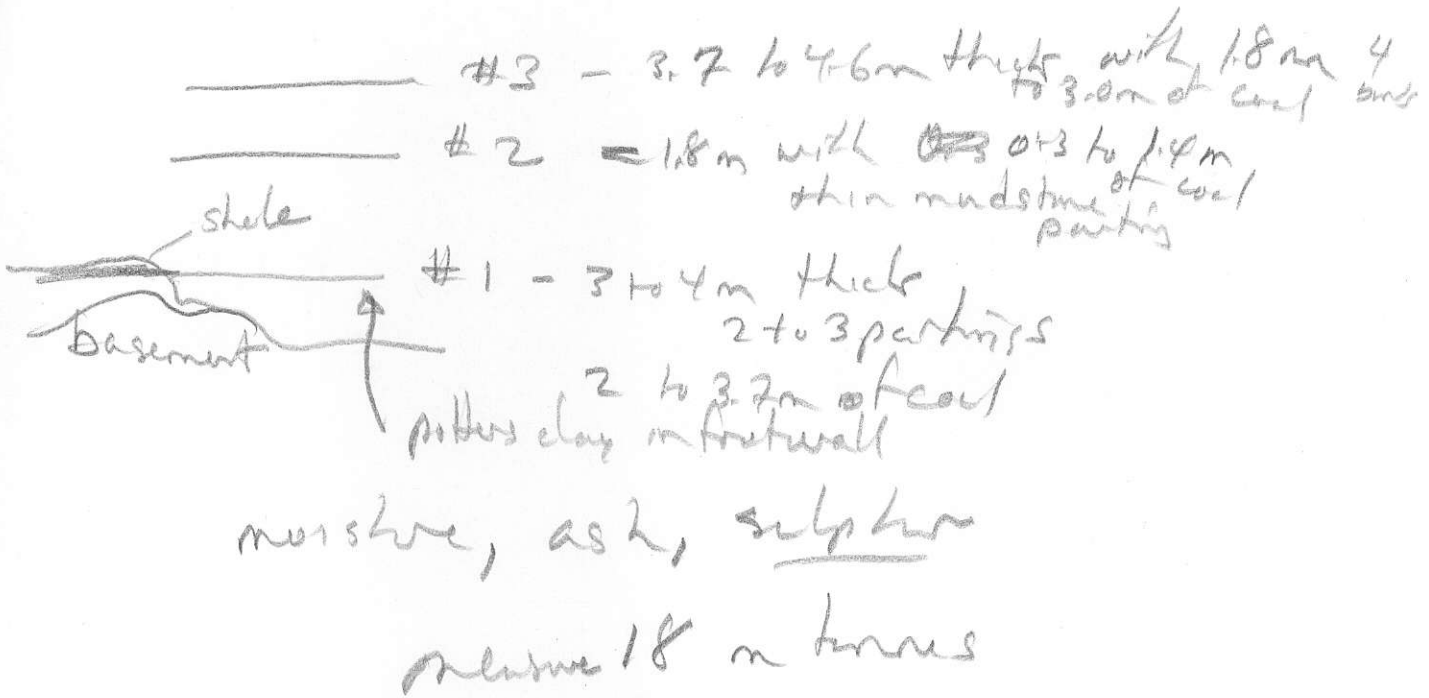 #3 - 3.7 to 4.6m thick with 1.8m 4
to 3.0m of coal
#2 - 1.8m with 0.3 to 1.4m
thin mudstone of coal
parting
shale
#1 - 3 to 4m thick
2 to 3 partings
basement
2 to 3.7m of coal
potters clay in footwall
moisture, ash, sulphur
18 m tonnes